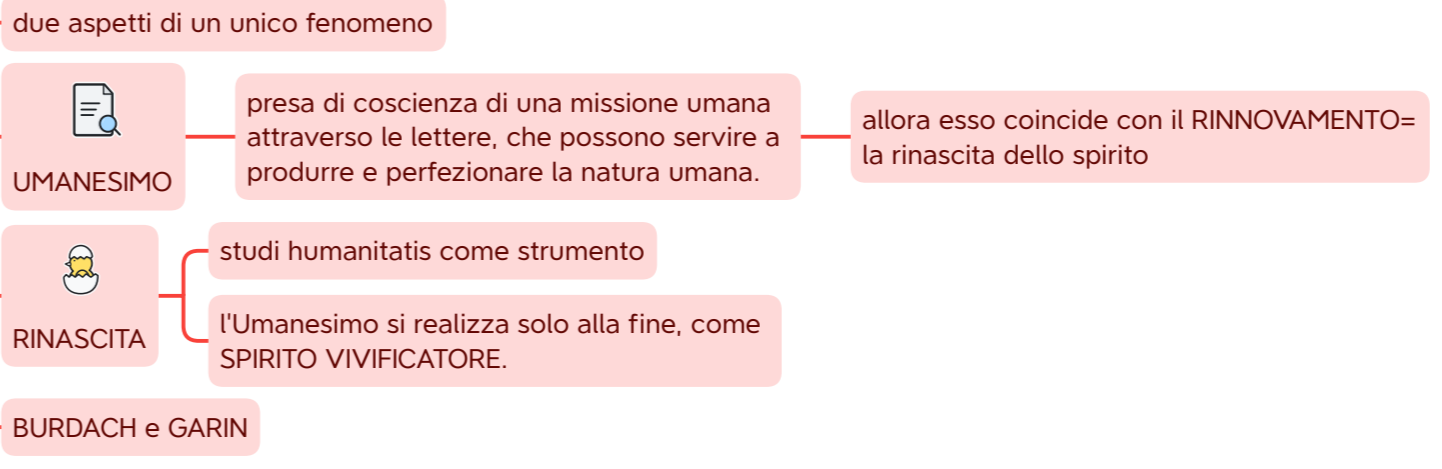 due aspetti di un unico fenomeno
UMANESIMO
presa di coscienza di una missione umana
attraverso le lettere, che possono servire a
produrre e perfezionare la natura umana.
allora esso coincide con il RINNOVAMENTO=
la rinascita dello spirito
RINASCITA
studi humanitatis come strumento
l'Umanesimo si realizza solo alla fine, come
SPIRITO VIVIFICATORE.
BURDACH e GARIN